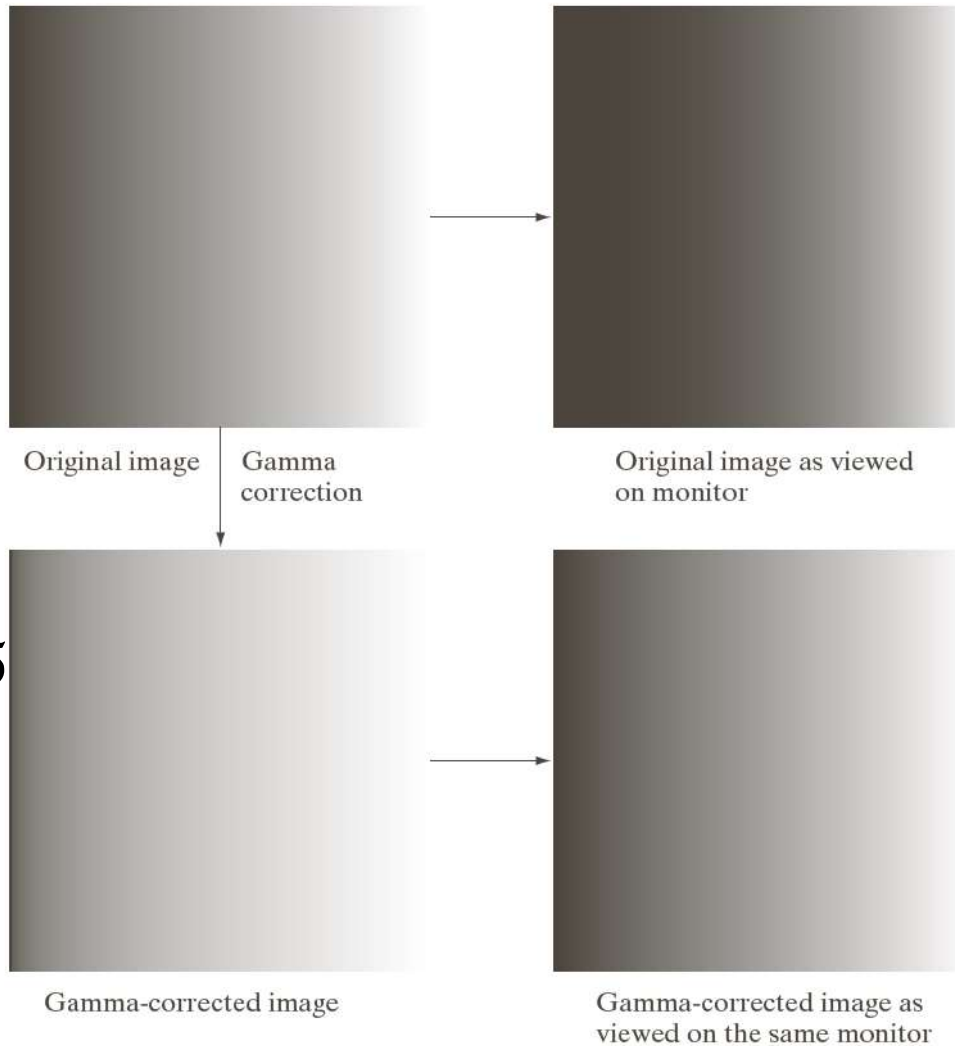 Original image
Gamma
correction
Original image as viewed
on monitor
Gamma-corrected image
Gamma-corrected image as
viewed on the same monitor